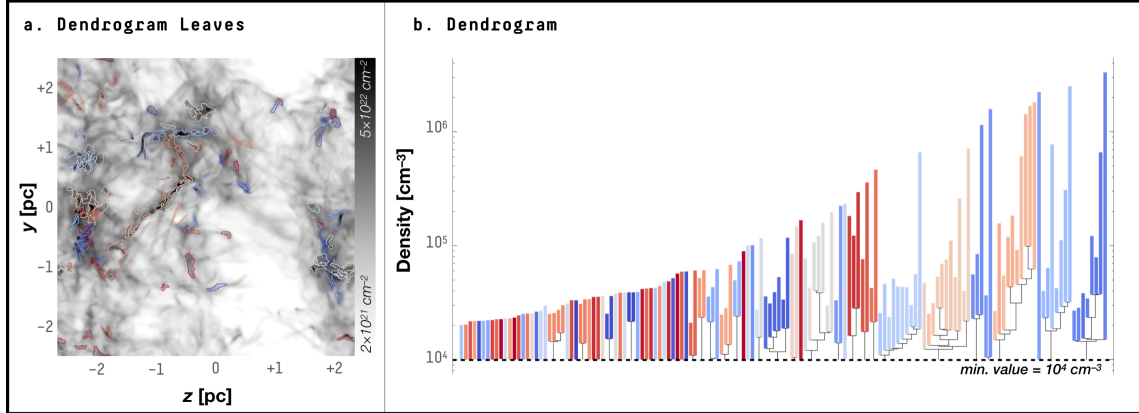 a. Dendrogram Leaves
b. Dendrogram
+2
+1
0
−1
−2
y [pc]
−2
−1
0
+1
+2
z [pc]
5×10²² cm⁻²
2×10²¹ cm⁻²
Density [cm⁻³]
10⁶
10⁵
10⁴
min. value = 10⁴ cm⁻³